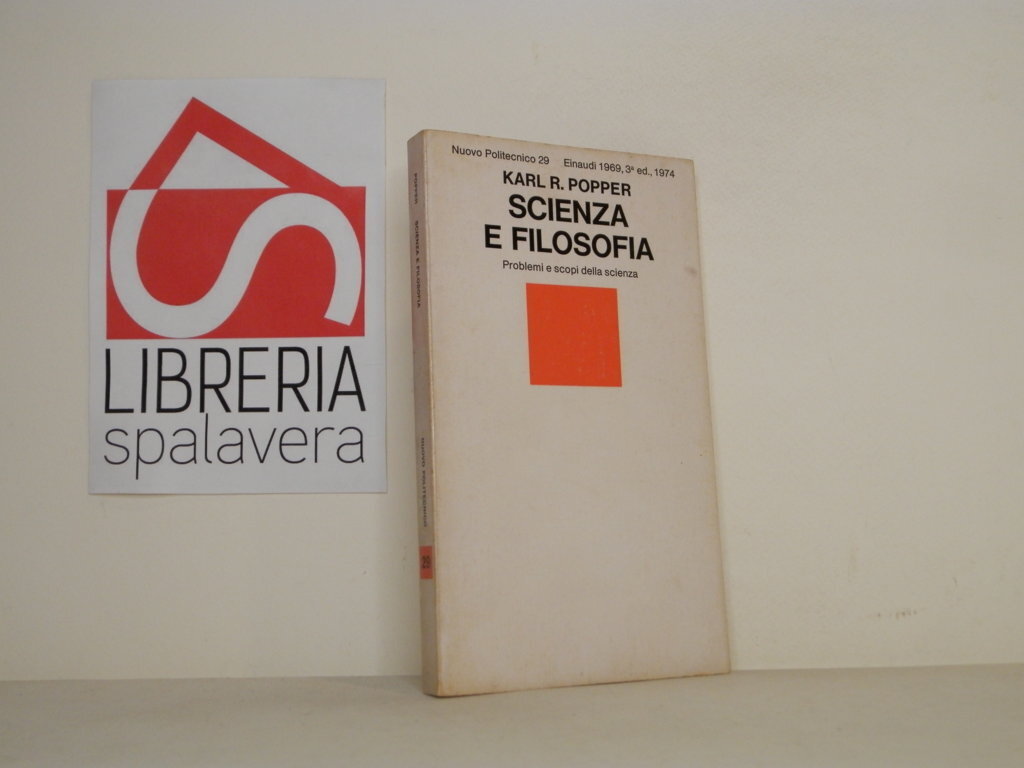 LIBRERIA
spalavera
Nuovo Politecnico 29 Einaudi 1969, 3ª ed., 1974
KARL R. POPPER
SCIENZA
E FILOSOFIA
Problemi e scopi della scienza
POPPER SCIENZA E FILOSOFIA NUOVO POLITECNICO 29